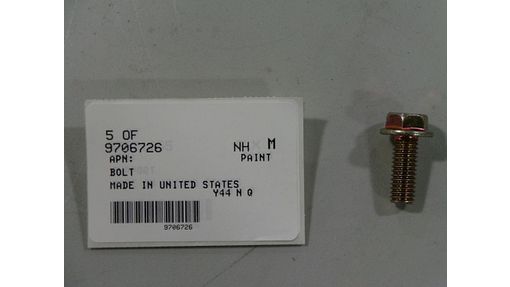 5 OF
9706726 NH M
APN: PAINT
BOLT
MADE IN UNITED STATES
Y44 N Q
9706726